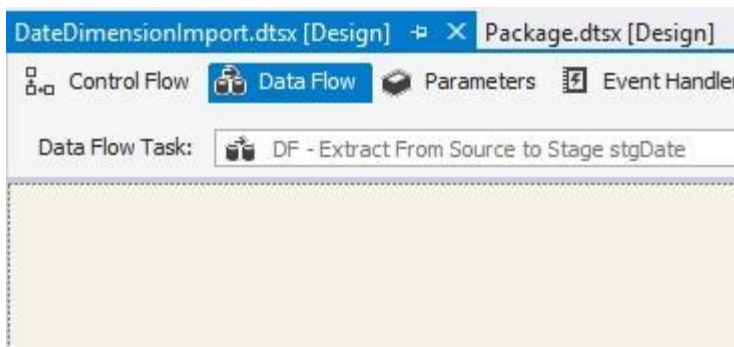 DateDimensionImport.dtsx [Design] Package.dtsx [Design]
Control Flow Data Flow Parameters Event Handler
Data Flow Task: DF - Extract From Source to Stage stgDate